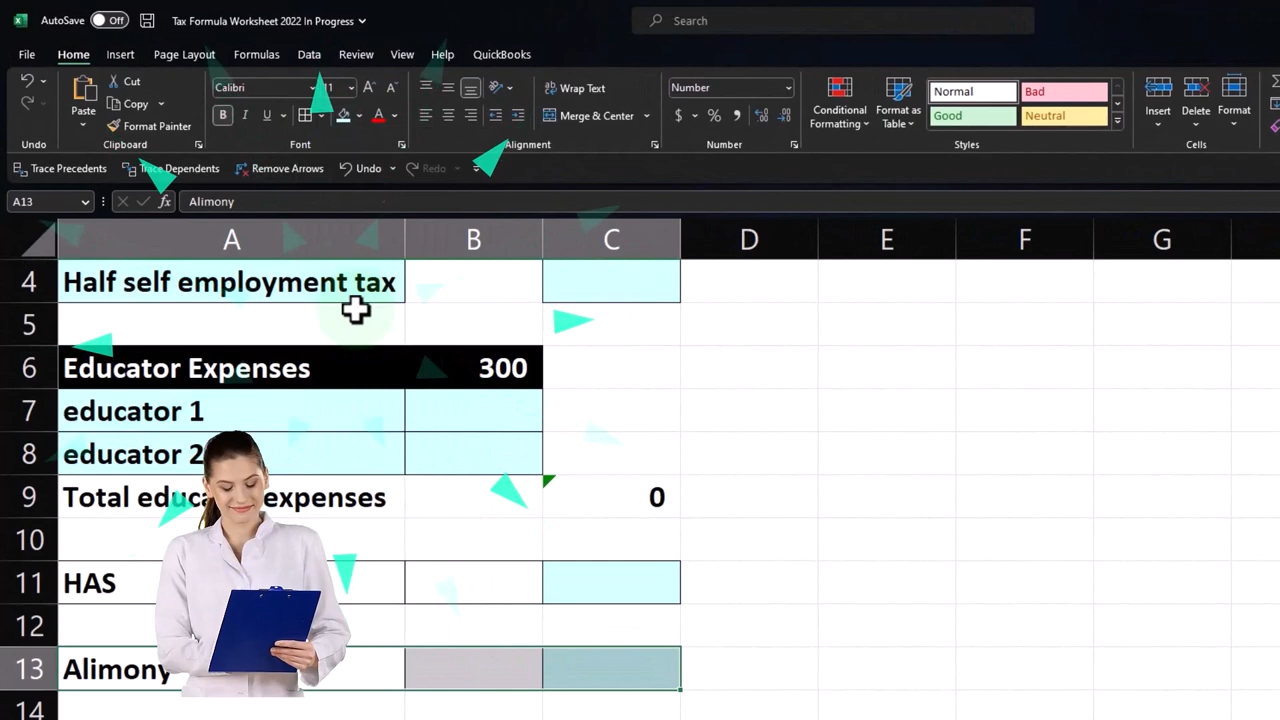 AutoSave Off Tax Formula Worksheet 2022 In Progress Search
File Home Insert Page Layout Formulas Data Review View Help QuickBooks
Cut Calibri 11 Wrap Text Number Normal Bad
Paste Copy Merge & Center Conditional Formatting Format as Table Good Neutral Insert Delete Format
Format Painter B I U A $ % 9
Undo Clipboard Font Alignment Number Styles Cells
Trace Precedents Trace Dependents Remove Arrows Undo Redo
A13 fx Alimony
A B C D E F G
4 Half self employment tax
5
6 Educator Expenses 300
7 educator 1
8 educator 2
9 Total expenses 0
10
11 HAS
12
13 Alimony
14